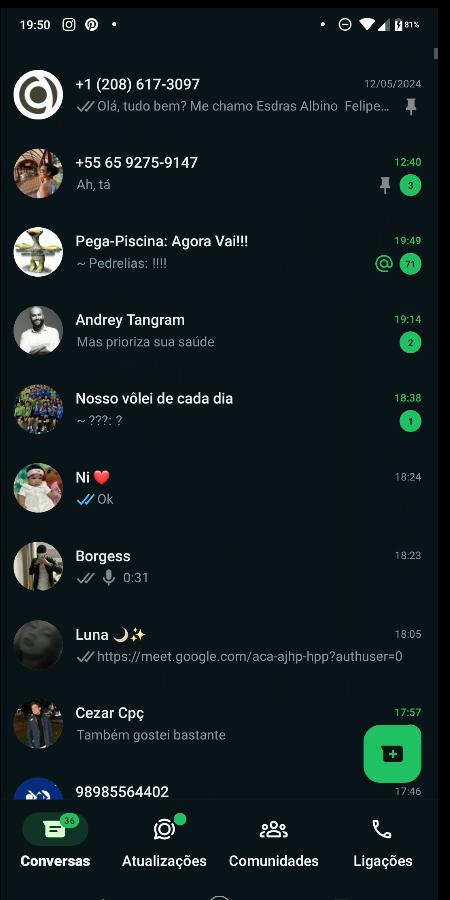 19:50
81%
+1 (208) 617-3097
12/05/2024
Olá, tudo bem? Me chamo Esdras Albino Felipe...
+55 65 9275-9147
12:40
Ah, tá
3
Pega-Piscina: Agora Vai!!!
19:49
~ Pedrelias: !!!!
@ 71
Andrey Tangram
19:14
Mas prioriza sua saúde
2
Nosso vôlei de cada dia
18:38
~ ???: ?
1
Ni ❤️
18:24
Ok
Borgess
18:23
0:31
Luna 🌙✨
18:05
https://meet.google.com/aca-ajhp-hpp?authuser=0
Cezar Cpç
17:57
Também gostei bastante
98985564402
17:46
36
Conversas
Atualizações
Comunidades
Ligações